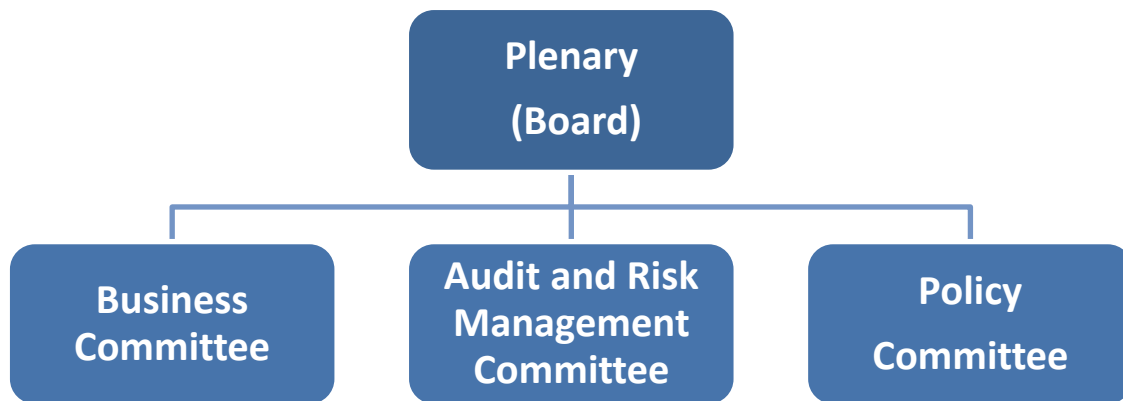 Plenary
(Board)
Business
Committee
Audit and Risk
Management
Committee
Policy
Committee